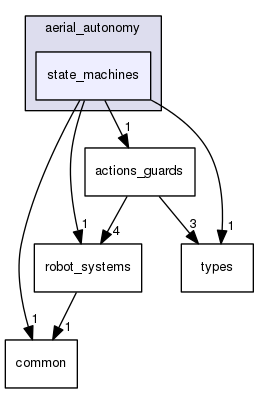 aerial_autonomy
state_machines
1
actions_guards
1
4
3
1
robot_systems
types
1
1
common